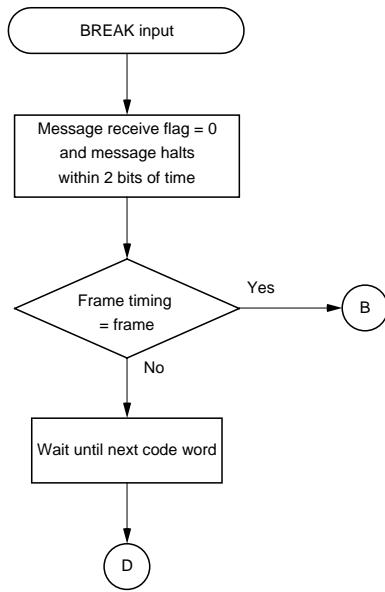 BREAK input
Message receive flag = 0
and message halts
within 2 bits of time
Frame timing
= frame
Yes
B
No
Wait until next code word
D